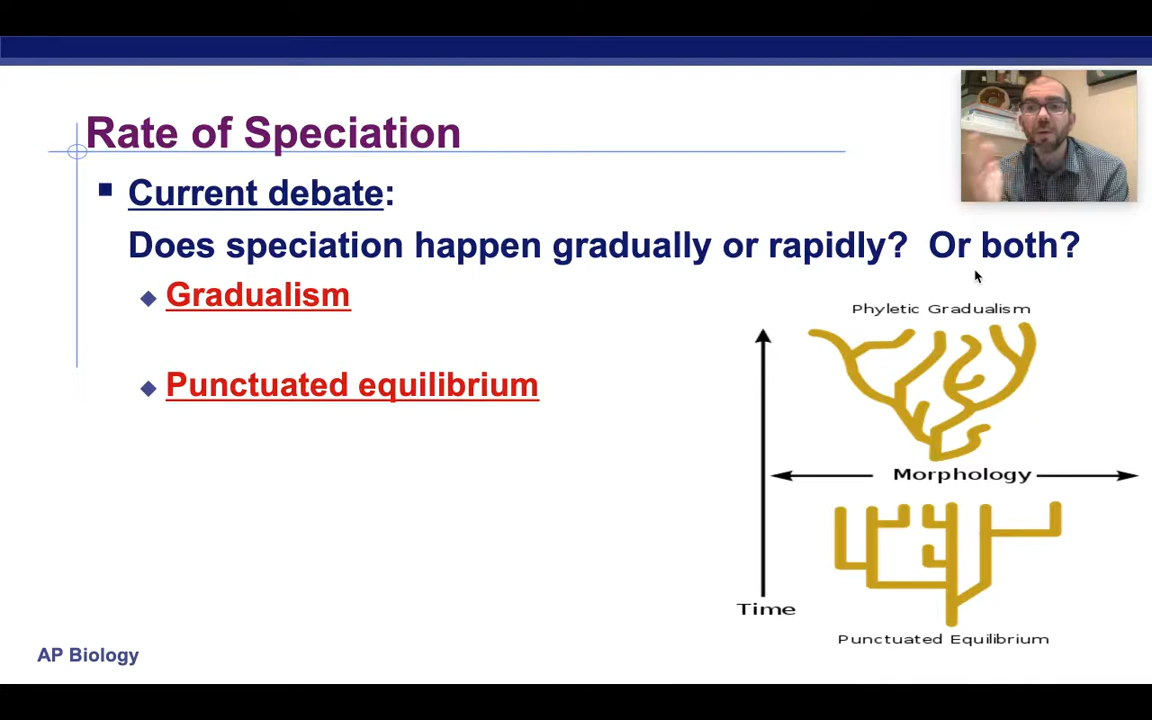 Rate of Speciation
Current debate:
Does speciation happen gradually or rapidly? Or both?
Gradualism
Punctuated equilibrium
Phyletic Gradualism
Morphology
Time
Punctuated Equilibrium
AP Biology